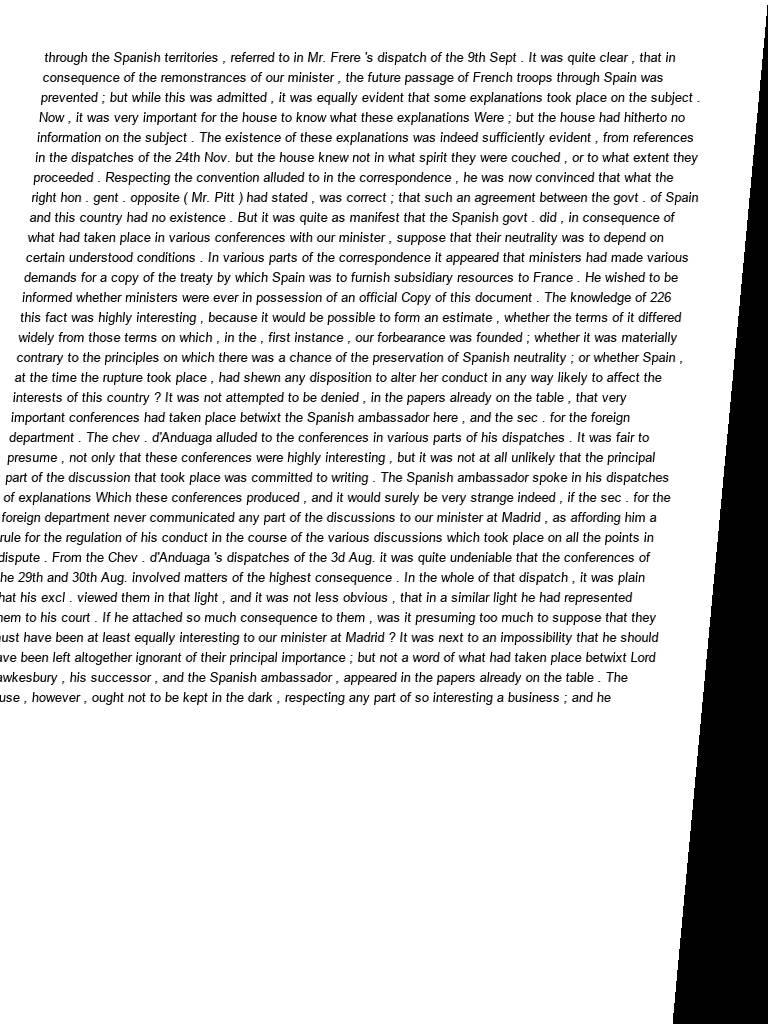 through the Spanish territories , referred to in Mr. Frere 's dispatch of the 9th Sept . It was quite clear , that in
consequence of the remonstrances of our minister , the future passage of French troops through Spain was
prevented ; but while this was admitted , it was equally evident that some explanations took place on the subject .
Now , it was very important for the house to know what these explanations Were ; but the house had hitherto no
information on the subject . The existence of these explanations was indeed sufficiently evident , from references
in the dispatches of the 24th Nov. but the house knew not in what spirit they were couched , or to what extent they
proceeded . Respecting the convention alluded to in the correspondence , he was now convinced that what the
right hon . gent . opposite ( Mr. Pitt ) had stated , was correct ; that such an agreement between the govt . of Spain
and this country had no existence . But it was quite as manifest that the Spanish govt . did , in consequence of
what had taken place in various conferences with our minister , suppose that their neutrality was to depend on
certain understood conditions . In various parts of the correspondence it appeared that ministers had made various
demands for a copy of the treaty by which Spain was to furnish subsidiary resources to France . He wished to be
informed whether ministers were ever in possession of an official Copy of this document . The knowledge of 226
this fact was highly interesting , because it would be possible to form an estimate , whether the terms of it differed
widely from those terms on which , in the , first instance , our forbearance was founded ; whether it was materially
contrary to the principles on which there was a chance of the preservation of Spanish neutrality ; or whether Spain ,
at the time the rupture took place , had shewn any disposition to alter her conduct in any way likely to affect the
interests of this country ? It was not attempted to be denied , in the papers already on the table , that very
important conferences had taken place betwixt the Spanish ambassador here , and the sec . for the foreign
department . The chev . d'Anduaga alluded to the conferences in various parts of his dispatches . It was fair to
presume , not only that these conferences were highly interesting , but it was not at all unlikely that the principal
part of the discussion that took place was committed to writing . The Spanish ambassador spoke in his dispatches
of explanations Which these conferences produced , and it would surely be very strange indeed , if the sec . for the
foreign department never communicated any part of the discussions to our minister at Madrid , as affording him a
rule for the regulation of his conduct in the course of the various discussions which took place on all the points in
dispute . From the Chev . d'Anduaga 's dispatches of the 3d Aug. it was quite undeniable that the conferences of
he 29th and 30th Aug. involved matters of the highest consequence . In the whole of that dispatch , it was plain
hat his excl . viewed them in that light , and it was not less obvious , that in a similar light he had represented
hem to his court . If he attached so much consequence to them , was it presuming too much to suppose that they
ust have been at least equally interesting to our minister at Madrid ? It was next to an impossibility that he should
ave been left altogether ignorant of their principal importance ; but not a word of what had taken place betwixt Lord
awkesbury , his successor , and the Spanish ambassador , appeared in the papers already on the table . The
use , however , ought not to be kept in the dark , respecting any part of so interesting a business ; and he